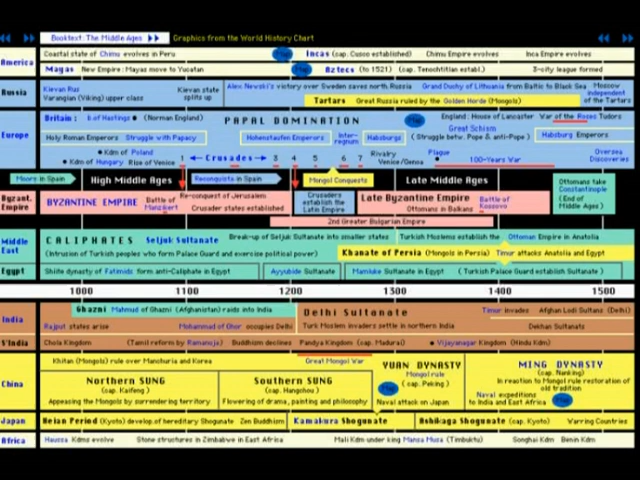 Booktext: The Middle Ages
Graphics from the World History Chart
America
Coastal state of Chimu evolves in Peru
Map
Incas (cap. Cusco established)
Chimu Empire evolves
Inca Empire evolves
Mayas
New Empire: Mayas move to Yucatan
Map
Aztecs (to 1521)
(cap. Tenochtitlan establ.)
3-city league formed
Russia
Kievan Rus
Varangian (Viking) upper class
Kievan state
splits up
Alex Newski's victory over Sweden saves north Russia
Grand Duchy of Lithuania from Baltic to Black Sea
Moscow
independent
of the Tartars
Tartars
Great Russia ruled by the Golden Horde (Mongols)
Europe
Britain:
b.of Hastings
(Norman England)
PAPAL DOMINATION
Map
England: House of Lancaster
War of the Roses
Tudors
Great Schism
(Struggle betw. Pope & anti-Pope)
Holy Roman Emperors
Struggle with Papacy
Hohenstaufen Emperors
Inter-
regnum
Habsburgs
Habsburg Emperors
Kdm of Poland
Kdm of Hungary
Rise of Venice
1
Crusades
3
4
5
6
7
Rivalry
Venice/Genoa
Plague
100-Years War
Overseas
Discoveries
Moors in Spain
High Middle Ages
Reconquista in Spain
Mongol Conquests
Late Middle Ages
Ottomans take
Constantinople
(End of
Middle Ages)
Byzant.
Empire
BYZANTINE EMPIRE
Battle of
Manzikert
Re-conquest of Jerusalem:
Crusader states established
Crusaders
establish the
Latin Empire
Late Byzantine Empire
Ottomans in Balkans
Battle of
Kossovo
2nd Greater Bulgarian Empire
Middle
East
CALIPHATES
Seljuk Sultanate
Break-up of Seljuk Sultanate into smaller states
Turkish Moslems establish the Ottoman Empire in Anatolia
(Intrusion of Turkish peoples who form Palace Guard and exercise political power)
Khanate of Persia (Mongols in Persia)
Timor attacks Anatolia and Egypt
Egypt
Shiite dynasty of Fatimids form anti-Caliphate in Egypt
Ayyubide Sultanate
Mamluke Sultanate in Egypt
(Turkish Palace Guard establish Sultanate)
1000
1100
1200
1300
1400
1500
India
Ghazni
Mahmud of Ghazni (Afghanistan) raids into India
Delhi Sultanate
Timur invades
Afghan Lodi Sultanz (Delhi)
Rajput states arise
Mohammed of Ghor occupies Delhi
Turk Moslem invaders settle in northern India
Dekhan Sultanats
S'India
Chola Kingdom
(Tamil reform by Ramanuja)
Buddhism declines
Pandya Kingdom (cap. Madurai)
Vijayanagar Kingdom (Hindu Kdm)
China
Khitan (Mongols) rule over Manchuria and Korea
Great Mongol War
YUAN DYNASTY
Mongol rule
(cap. Peking)
Map
Naval attack on Japan
MING DYNASTY
(cap. Nanking)
In reaction to Mongol rule restoration of
old tradition
Naval expeditions
to India and East Africa
Map
Northern SUNG
(cap. Kaifeng)
Appeasing the Mongols by surrendering territory
Southern SUNG
(cap. Hangchou)
Flowering of drama, painting and philosophy
Japan
Heian Period (Kyoto) develop of hereditary Shogunate
Zen Buddhism
Kamakura Shogunate
Ashikaga Shogunate (cap. Kyoto)
Warring Countries
Africa
Haussa Kdms evolve
Stone structures in Zimbabwe in East Africa
Mali Kdm under king Mansa Musa (Timbuktu)
Songhai Kdm
Benin Kdm